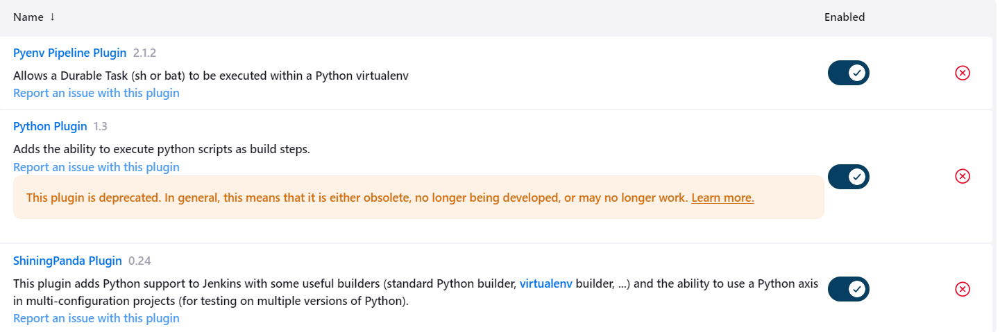 Name ↓ Enabled
Pyenv Pipeline Plugin 2.1.2
Allows a Durable Task (sh or bat) to be executed within a Python virtualenv
Report an issue with this plugin
Python Plugin 1.3
Adds the ability to execute python scripts as build steps.
Report an issue with this plugin
This plugin is deprecated. In general, this means that it is either obsolete, no longer being developed, or may no longer work. Learn more.
ShiningPanda Plugin 0.24
This plugin adds Python support to Jenkins with some useful builders (standard Python builder, virtualenv builder, ...) and the ability to use a Python axis
in multi-configuration projects (for testing on multiple versions of Python).
Report an issue with this plugin